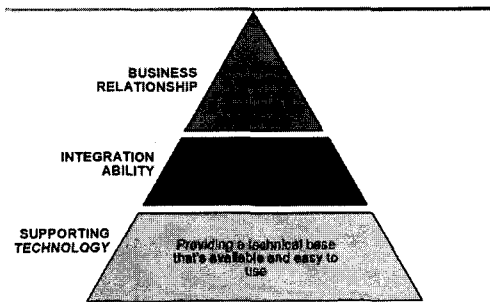 BUSINESS
RELATIONSHIP
INTEGRATION
ABILITY
SUPPORTING
TECHNOLOGY
Providing a technical base
that's available and easy to
use